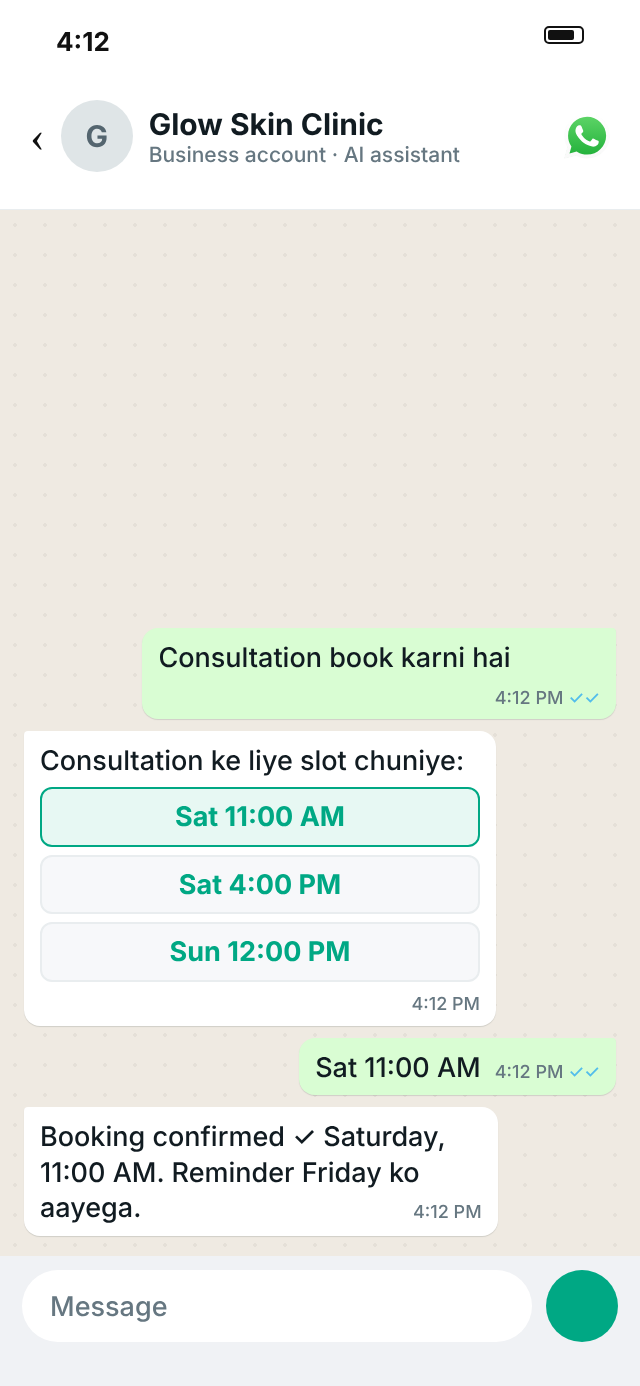 4:12
G
Glow Skin Clinic
Business account · AI assistant
Consultation book karni hai
4:12 PM ✓✓
Consultation ke liye slot chuniye:
Sat 11:00 AM
Sat 4:00 PM
Sun 12:00 PM
4:12 PM
Sat 11:00 AM 4:12 PM ✓✓
Booking confirmed ✓ Saturday,
11:00 AM. Reminder Friday ko
aayega. 4:12 PM
Message